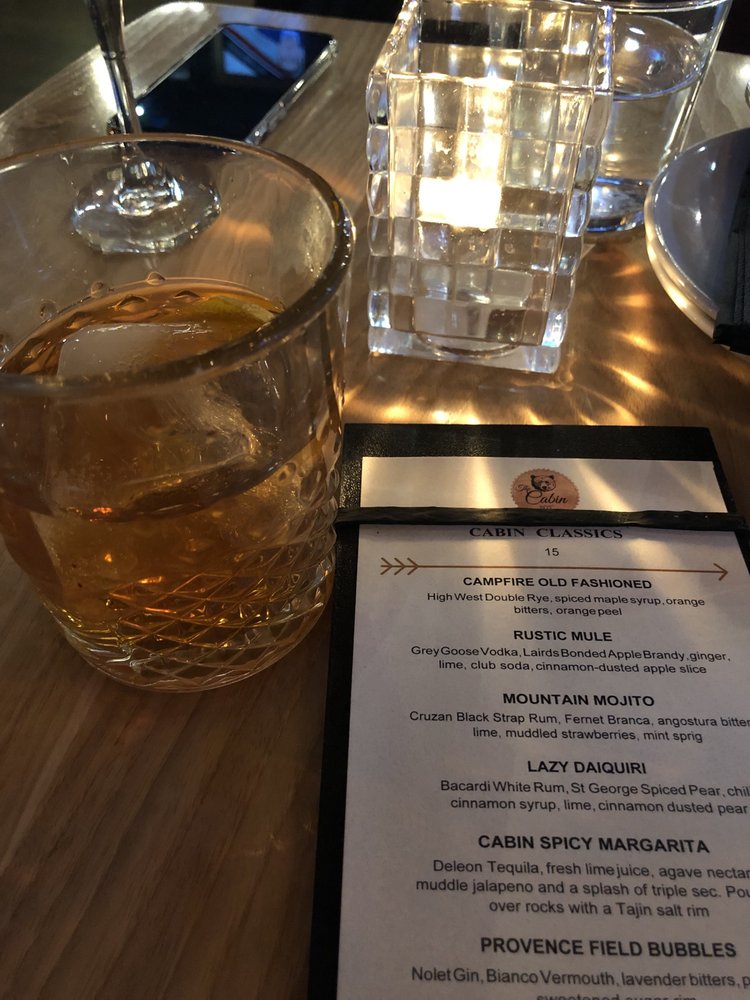 The
Cabin
CABIN CLASSICS
15
CAMPFIRE OLD FASHIONED
High West Double Rye, spiced maple syrup, orange
bitters, orange peel
RUSTIC MULE
Grey Goose Vodka, Lairds Bonded Apple Brandy, ginger,
lime, club soda, cinnamon-dusted apple slice
MOUNTAIN MOJITO
Cruzan Black Strap Rum, Fernet Branca, angostura bitter
lime, muddled strawberries, mint sprig
LAZY DAIQUIRI
Bacardi White Rum, St George Spiced Pear, chil
cinnamon syrup, lime, cinnamon dusted pear
CABIN SPICY MARGARITA
Deleon Tequila, fresh lime juice, agave nectar
muddle jalapeno and a splash of triple sec. Pou
over rocks with a Tajin salt rim
PROVENCE FIELD BUBBLES
Nolet Gin, Bianco Vermouth, lavender bitters, p